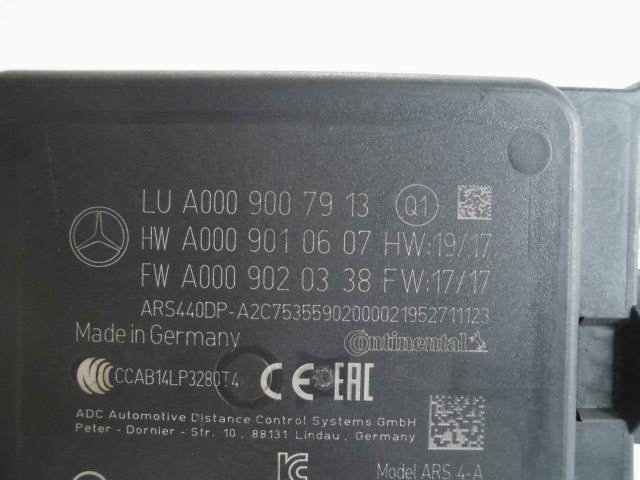 LU A000 900 79 13 Q1
HW A000 901 06 07 HW:19/17
FW A000 902 03 38 FW:17/17
ARS440DP-A2C75355902000021952711123
Made in Germany Continental
CCC CCAB14LP3280T4 CE EAC
ADC Automotive Distance Control Systems GmbH
Peter - Dornier - Str. 10, 88131 Lindau, Germany
Model ARS 4-A